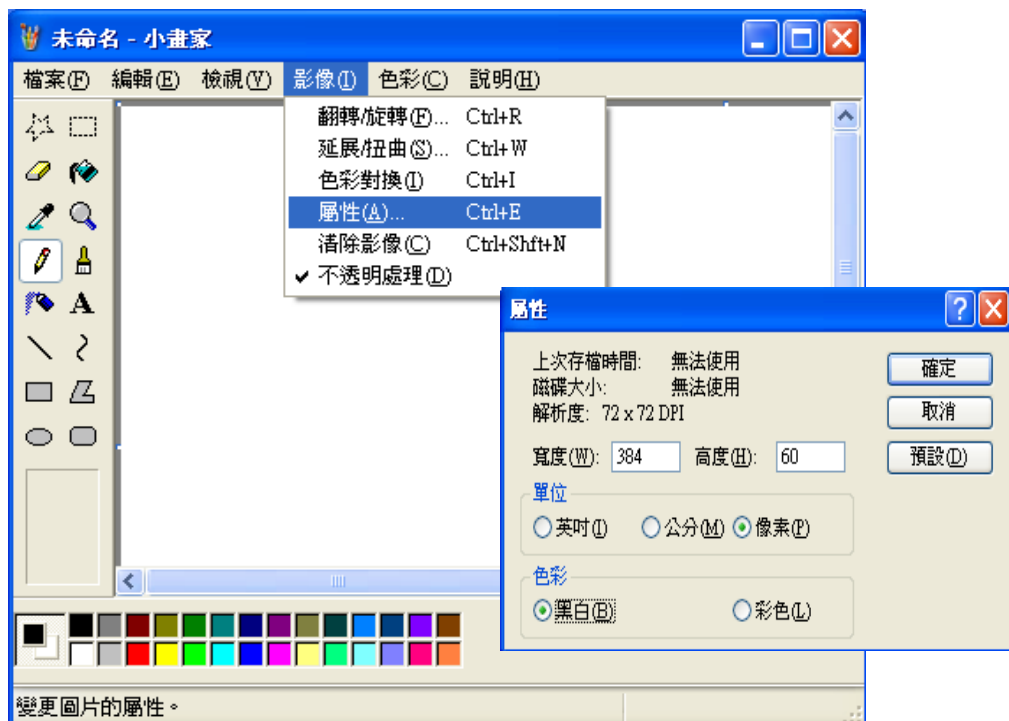 未命名 - 小畫家
檔案(F) 編輯(E) 檢視(V) 影像(I) 色彩(C) 說明(H)
翻轉/旋轉(F)... Ctrl+R
延展/扭曲(S)... Ctrl+W
色彩對換(I) Ctrl+I
屬性(A)... Ctrl+E
清除影像(C) Ctrl+Shft+N
✓ 不透明處理(D)
A
屬性
上次存檔時間: 無法使用
磁碟大小: 無法使用
解析度: 72 x 72 DPI
寬度(W): 384 高度(H): 60
單位
英吋(I) 公分(M) 像素(P)
色彩
黑白(B) 彩色(L)
確定
取消
預設(D)
變更圖片的屬性。